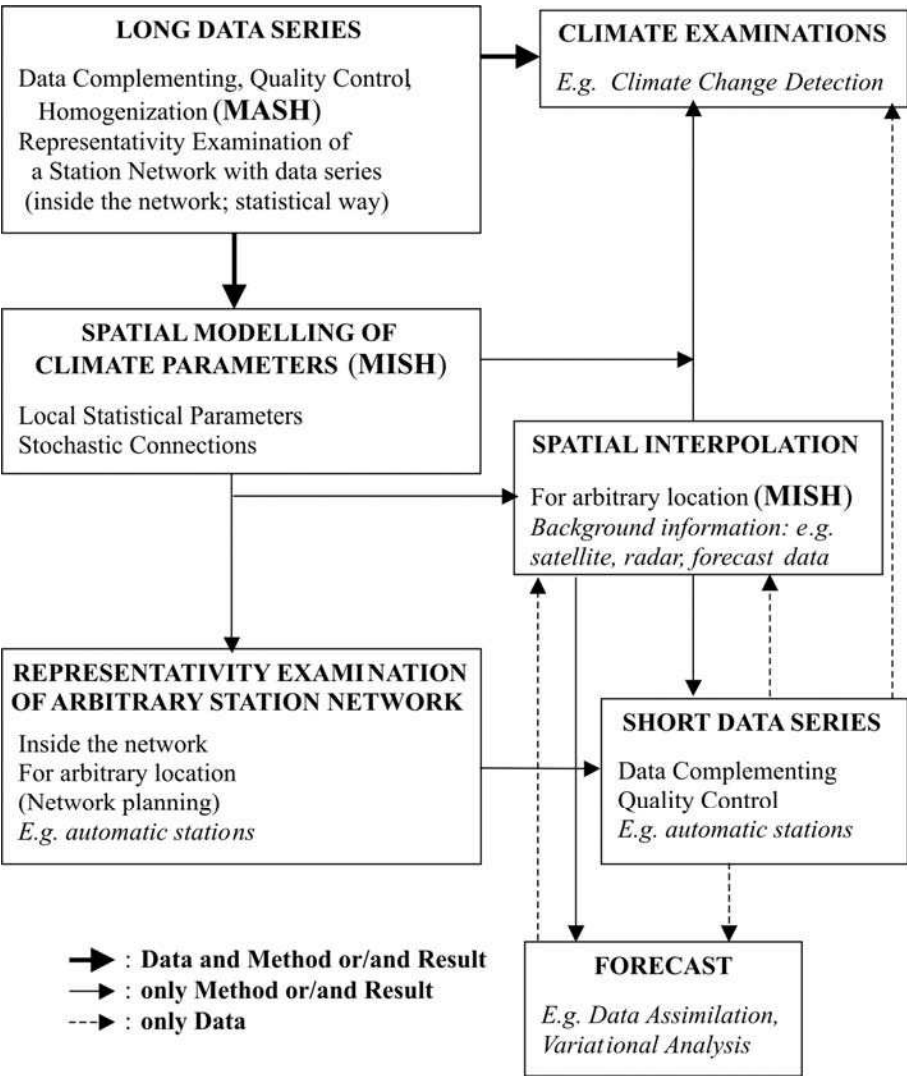 LONG DATA SERIES
Data Complementing, Quality Control,
Homogenization (MASH)
Representativity Examination of
a Station Network with data series
(inside the network; statistical way)
CLIMATE EXAMINATIONS
E.g. Climate Change Detection
SPATIAL MODELLING OF
CLIMATE PARAMETERS (MISH)
Local Statistical Parameters
Stochastic Connections
SPATIAL INTERPOLATION
For arbitrary location (MISH)
Background information: e.g.
satellite, radar, forecast data
REPRESENTATIVITY EXAMINATION
OF ARBITRARY STATION NETWORK
Inside the network
For arbitrary location
(Network planning)
E.g. automatic stations
SHORT DATA SERIES
Data Complementing
Quality Control
E.g. automatic stations
FORECAST
E.g. Data Assimilation,
Variational Analysis
: Data and Method or/and Result
: only Method or/and Result
: only Data